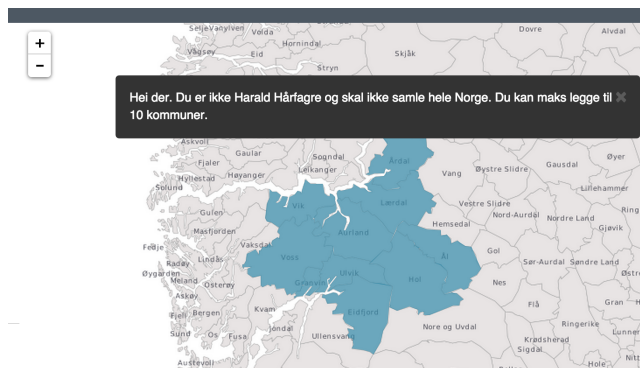 Selje Vanylven Volda Dovre Alvdal
+
Hornindal
Vågsøy Eid Skjåk
−
Stryn
Hei der. Du er ikke Harald Hårfagre og skal ikke samle hele Norge. Du kan maks legge til ×
10 kommuner.
Askvoll
Gaular Sogndal Årdal Øyer
Fjaler Gausdal
Høyanger Leikanger Vang Øystre Slidre
Hyllestad
Solund Lillehammer
Vik Lærdal Vestre Slidre
Gulen Nord-Aurdal Nordre Land Ring
Hemsedal
Masfjorden Aurland Gjøvik
Fedje
Vaksdal Ål Gol
Radøy Lindås Voss Sør-Aurdal Søndre Land Østre
Øygarden Ulvik
Meland Osterøy Granvin Hol Nes
Askøy
Flå Gran H
Fjell Bergen Kvam Eidfjord
Jondal Nore og Uvdal Ringerike
Sund Os Fusa Ullensvang Krødsherad Lunner
Sigdal
Austevoll Hole Nitt